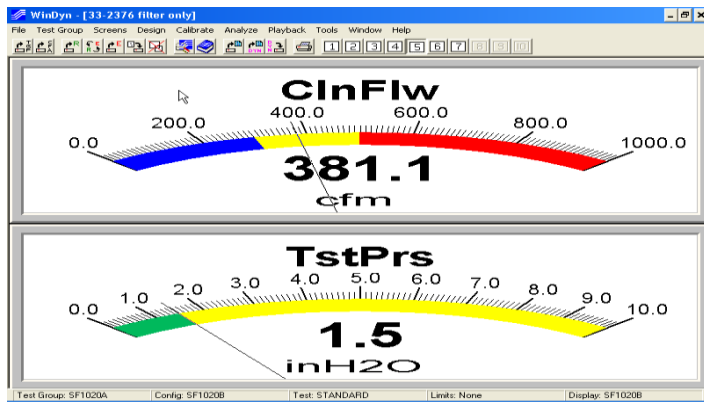 WinDyn - [33-2376 filter only]
File Test Group Screens Design Calibrate Analyze Playback Tools Window Help
1 2 3 4 5 6 7 8 9 10
ClnFlw
0.0 200.0 400.0 600.0 800.0 1000.0
381.1
cfm
TstPrs
0.0 1.0 2.0 3.0 4.0 5.0 6.0 7.0 8.0 9.0 10.0
1.5
inH2O
Test Group: SF1020A Config: SF1020B Test: STANDARD Limits: None Display: SF1020B